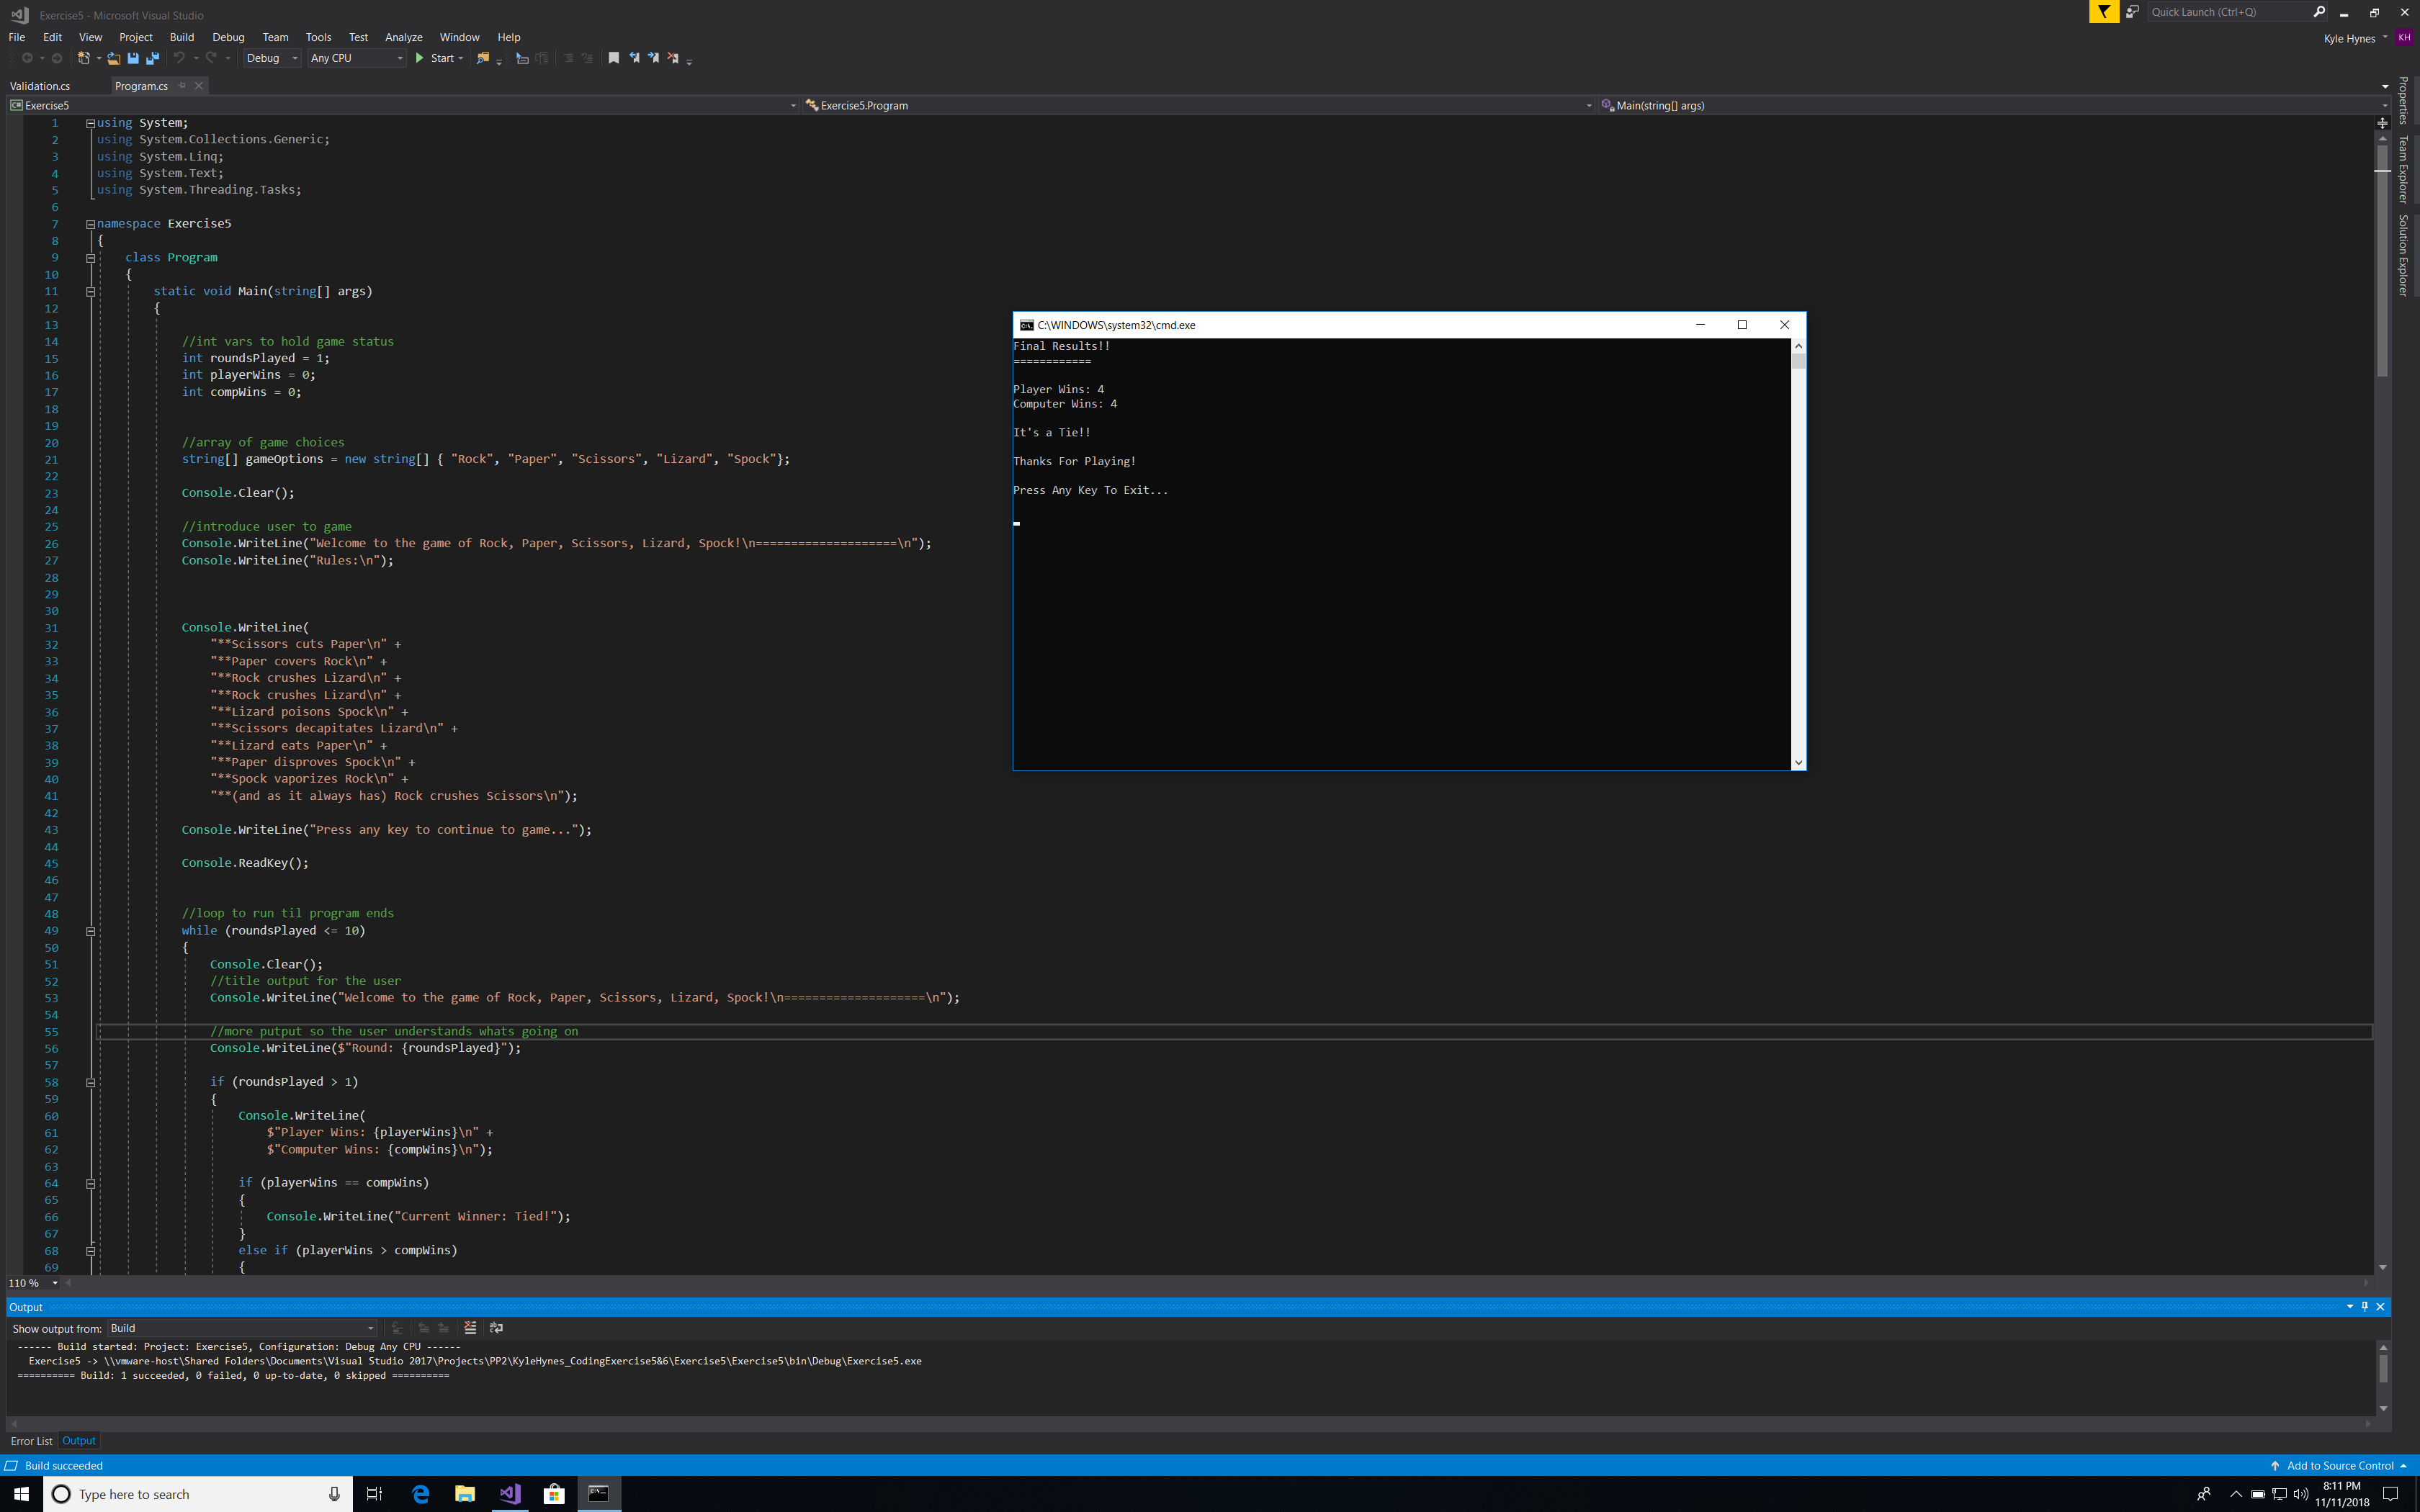 Exercise5 - Microsoft Visual Studio
Quick Launch (Ctrl+Q)
File Edit View Project Build Debug Team Tools Test Analyze Window Help
Kyle Hynes KH
Debug Any CPU Start
Validation.cs Program.cs
Exercise5 Exercise5.Program Main(string[] args)
Properties
Team Explorer
Solution Explorer
1 using System;
2 using System.Collections.Generic;
3 using System.Linq;
4 using System.Text;
5 using System.Threading.Tasks;
6
7 namespace Exercise5
8 {
9 class Program
10 {
11 static void Main(string[] args)
12 {
13
14 //int vars to hold game status
15 int roundsPlayed = 1;
16 int playerWins = 0;
17 int compWins = 0;
18
19
20 //array of game choices
21 string[] gameOptions = new string[] { "Rock", "Paper", "Scissors", "Lizard", "Spock"};
22
23 Console.Clear();
24
25 //introduce user to game
26 Console.WriteLine("Welcome to the game of Rock, Paper, Scissors, Lizard, Spock!\n====================\n");
27 Console.WriteLine("Rules:\n");
28
29
30
31 Console.WriteLine(
32 "**Scissors cuts Paper\n" +
33 "**Paper covers Rock\n" +
34 "**Rock crushes Lizard\n" +
35 "**Rock crushes Lizard\n" +
36 "**Lizard poisons Spock\n" +
37 "**Scissors decapitates Lizard\n" +
38 "**Lizard eats Paper\n" +
39 "**Paper disproves Spock\n" +
40 "**Spock vaporizes Rock\n" +
41 "**(and as it always has) Rock crushes Scissors\n");
42
43 Console.WriteLine("Press any key to continue to game...");
44
45 Console.ReadKey();
46
47
48 //loop to run til program ends
49 while (roundsPlayed <= 10)
50 {
51 Console.Clear();
52 //title output for the user
53 Console.WriteLine("Welcome to the game of Rock, Paper, Scissors, Lizard, Spock!\n====================\n");
54
55 //more putput so the user understands whats going on
56 Console.WriteLine($"Round: {roundsPlayed}");
57
58 if (roundsPlayed > 1)
59 {
60 Console.WriteLine(
61 $"Player Wins: {playerWins}\n" +
62 $"Computer Wins: {compWins}\n");
63
64 if (playerWins == compWins)
65 {
66 Console.WriteLine("Current Winner: Tied!");
67 }
68 else if (playerWins > compWins)
69 {
C:\WINDOWS\system32\cmd.exe
Final Results!!
============
Player Wins: 4
Computer Wins: 4
It's a Tie!!
Thanks For Playing!
Press Any Key To Exit...
110 %
Output
Show output from: Build
------ Build started: Project: Exercise5, Configuration: Debug Any CPU ------
Exercise5 -> \\vmware-host\Shared Folders\Documents\Visual Studio 2017\Projects\PP2\KyleHynes_CodingExercise5&6\Exercise5\Exercise5\bin\Debug\Exercise5.exe
========== Build: 1 succeeded, 0 failed, 0 up-to-date, 0 skipped ==========
Error List Output
Build succeeded
Add to Source Control
Type here to search
8:11 PM
11/11/2018